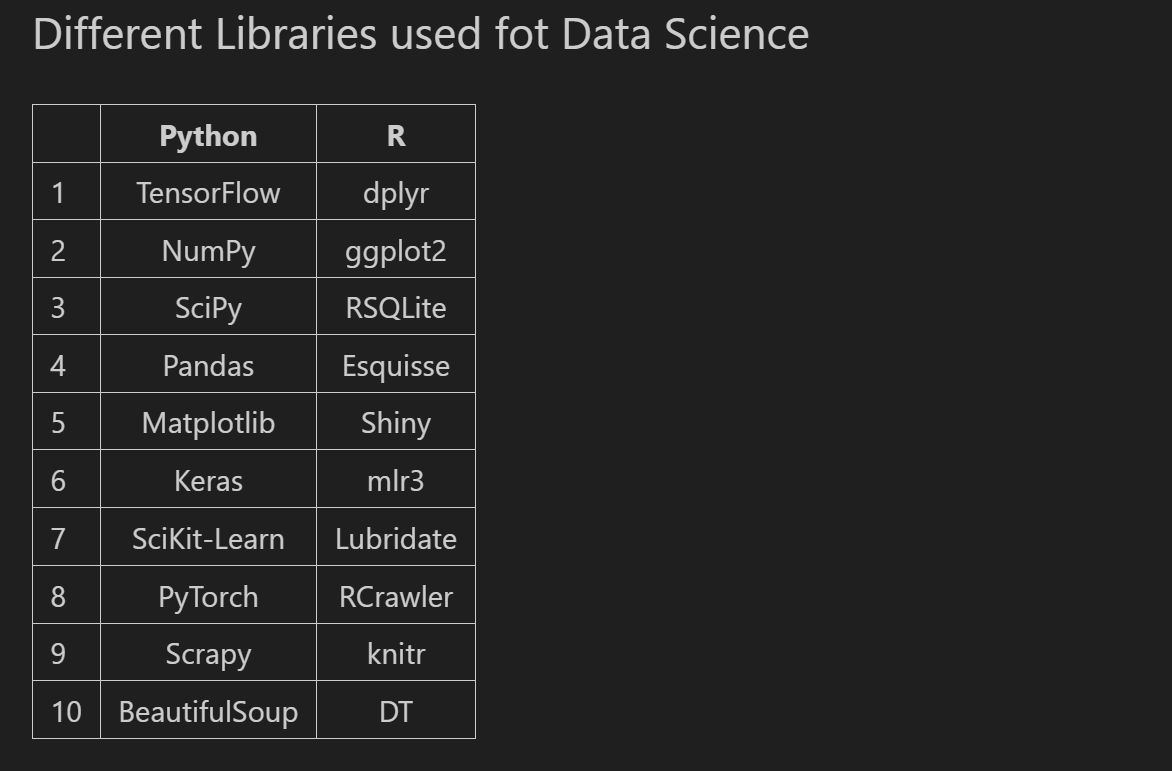 Different Libraries used fot Data Science
Python R
1 TensorFlow dplyr
2 NumPy ggplot2
3 SciPy RSQLite
4 Pandas Esquisse
5 Matplotlib Shiny
6 Keras mlr3
7 SciKit-Learn Lubridate
8 PyTorch RCrawler
9 Scrapy knitr
10 BeautifulSoup DT